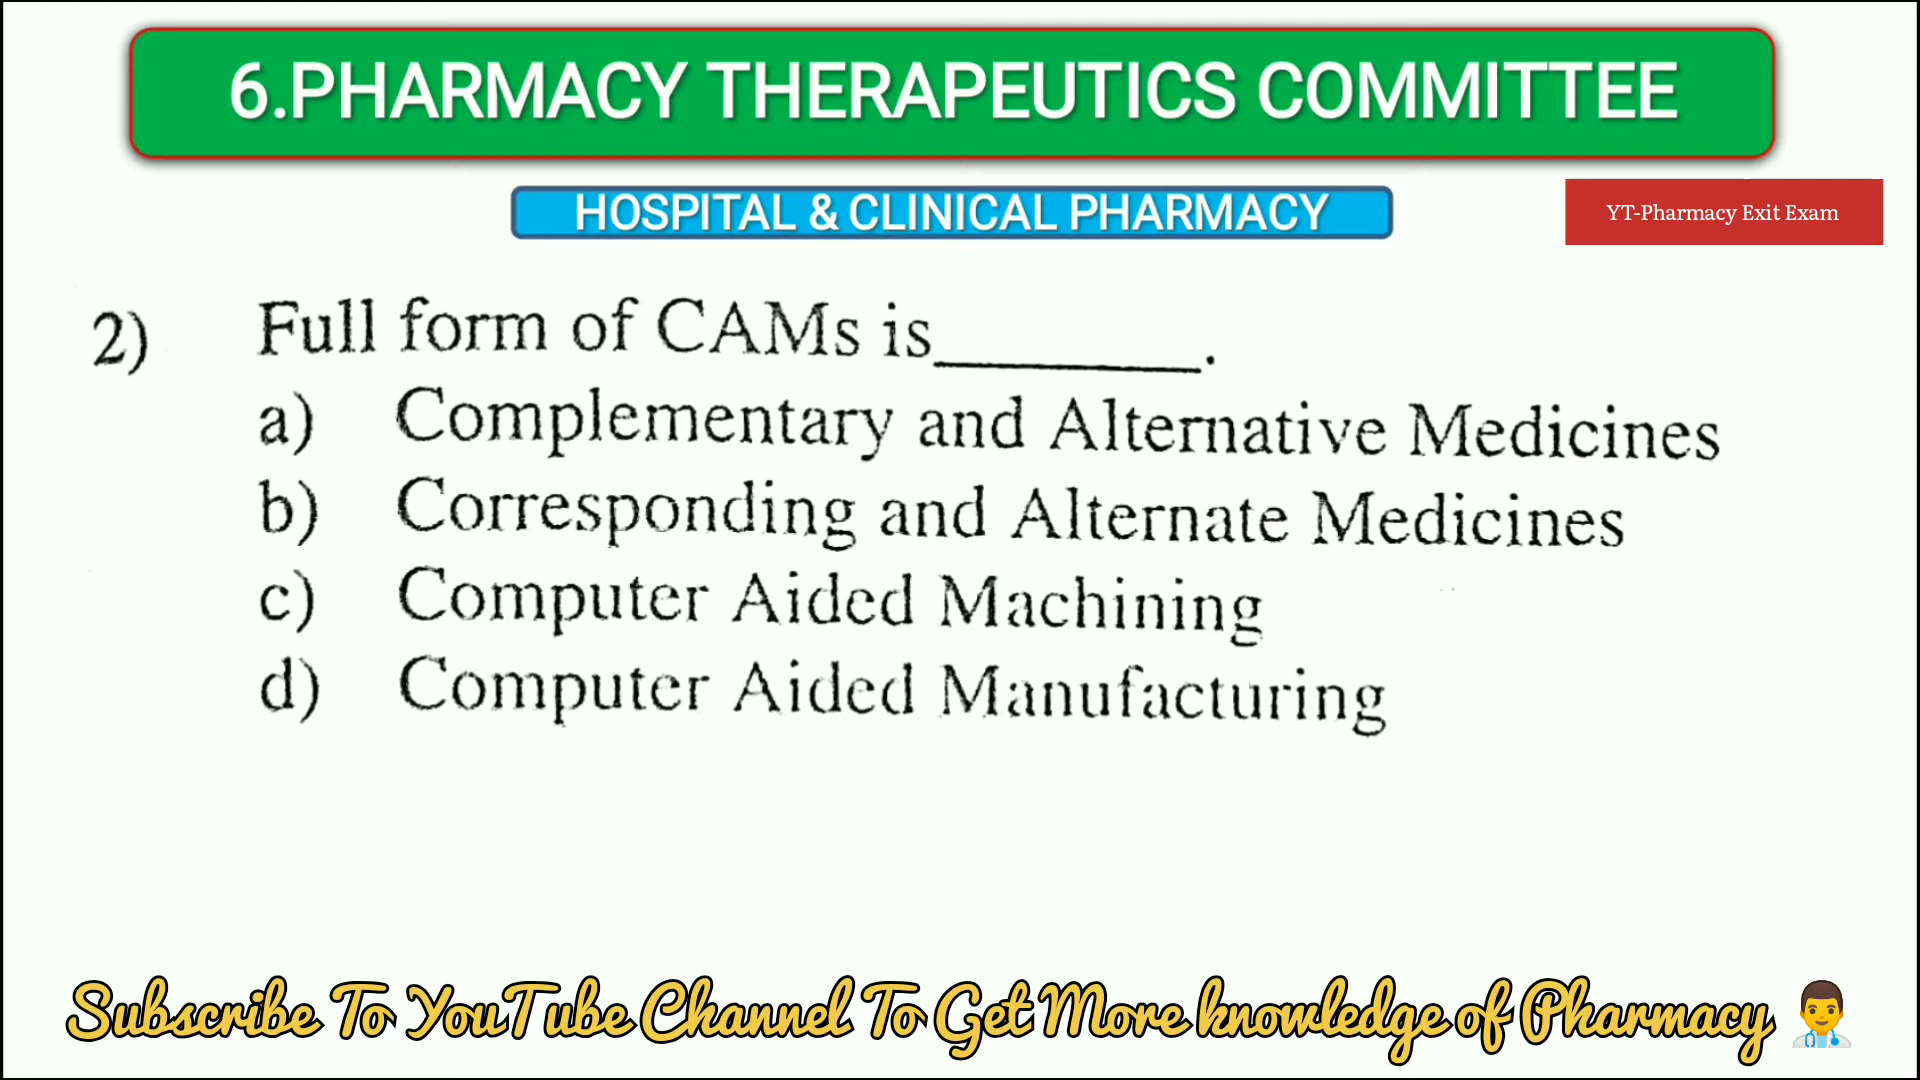 6.PHARMACY THERAPEUTICS COMMITTEE
HOSPITAL & CLINICAL PHARMACY
YT-Pharmacy Exit Exam
2) Full form of CAMs is_______.
a) Complementary and Alternative Medicines
b) Corresponding and Alternate Medicines
c) Computer Aided Machining
d) Computer Aided Manufacturing
Subscribe To YouTube Channel To Get More knowledge of Pharmacy